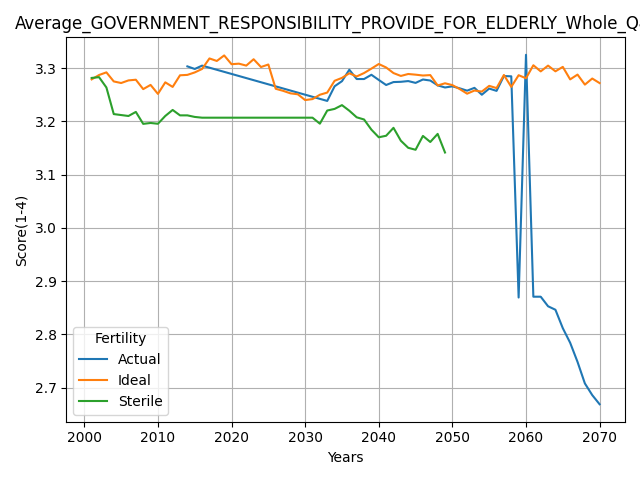 Average_GOVERNMENT_RESPONSIBILITY_PROVIDE_FOR_ELDERLY_Whole_Q
3.3
3.2
3.1
3.0
2.9
2.8
2.7
Score(1-4)
Fertility
Actual
Ideal
Sterile
2000
2010
2020
2030
2040
2050
2060
2070
Years